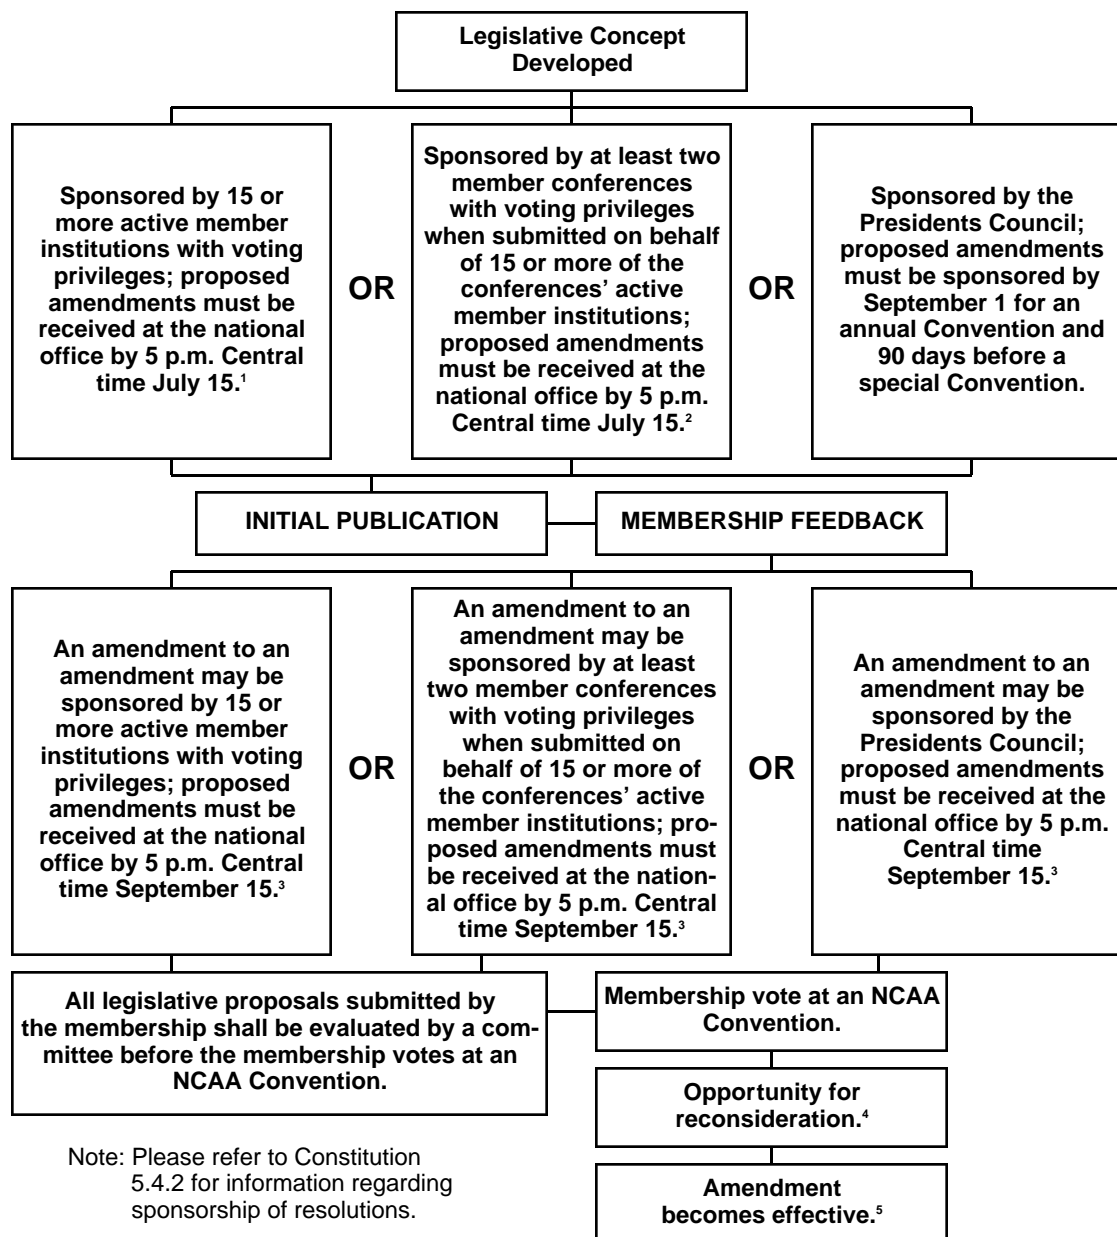 Legislative Concept
Developed
Sponsored by 15 or
more active member
institutions with voting
privileges; proposed
amendments must be
received at the national
office by 5 p.m. Central
time July 15.¹
OR
Sponsored by at least two
member conferences
with voting privileges
when submitted on behalf
of 15 or more of the
conferences’ active
member institutions;
proposed amendments
must be received at the
national office by 5 p.m.
Central time July 15.²
OR
Sponsored by the
Presidents Council;
proposed amendments
must be sponsored by
September 1 for an
annual Convention and
90 days before a
special Convention.
INITIAL PUBLICATION
MEMBERSHIP FEEDBACK
An amendment to an
amendment may be
sponsored by 15 or
more active member
institutions with voting
privileges; proposed
amendments must be
received at the national
office by 5 p.m. Central
time September 15.³
OR
An amendment to an
amendment may be
sponsored by at least
two member conferences
with voting privileges
when submitted on
behalf of 15 or more of
the conferences’ active
member institutions; pro-
posed amendments must
be received at the nation-
al office by 5 p.m. Central
time September 15.³
OR
An amendment to an
amendment may be
sponsored by the
Presidents Council;
proposed amendments
must be received at the
national office by 5 p.m.
Central time
September 15.³
All legislative proposals submitted by
the membership shall be evaluated by a com-
mittee before the membership votes at an
NCAA Convention.
Membership vote at an NCAA
Convention.
Opportunity for
reconsideration.⁴
Amendment
becomes effective.⁵
Note: Please refer to Constitution
5.4.2 for information regarding
sponsorship of resolutions.